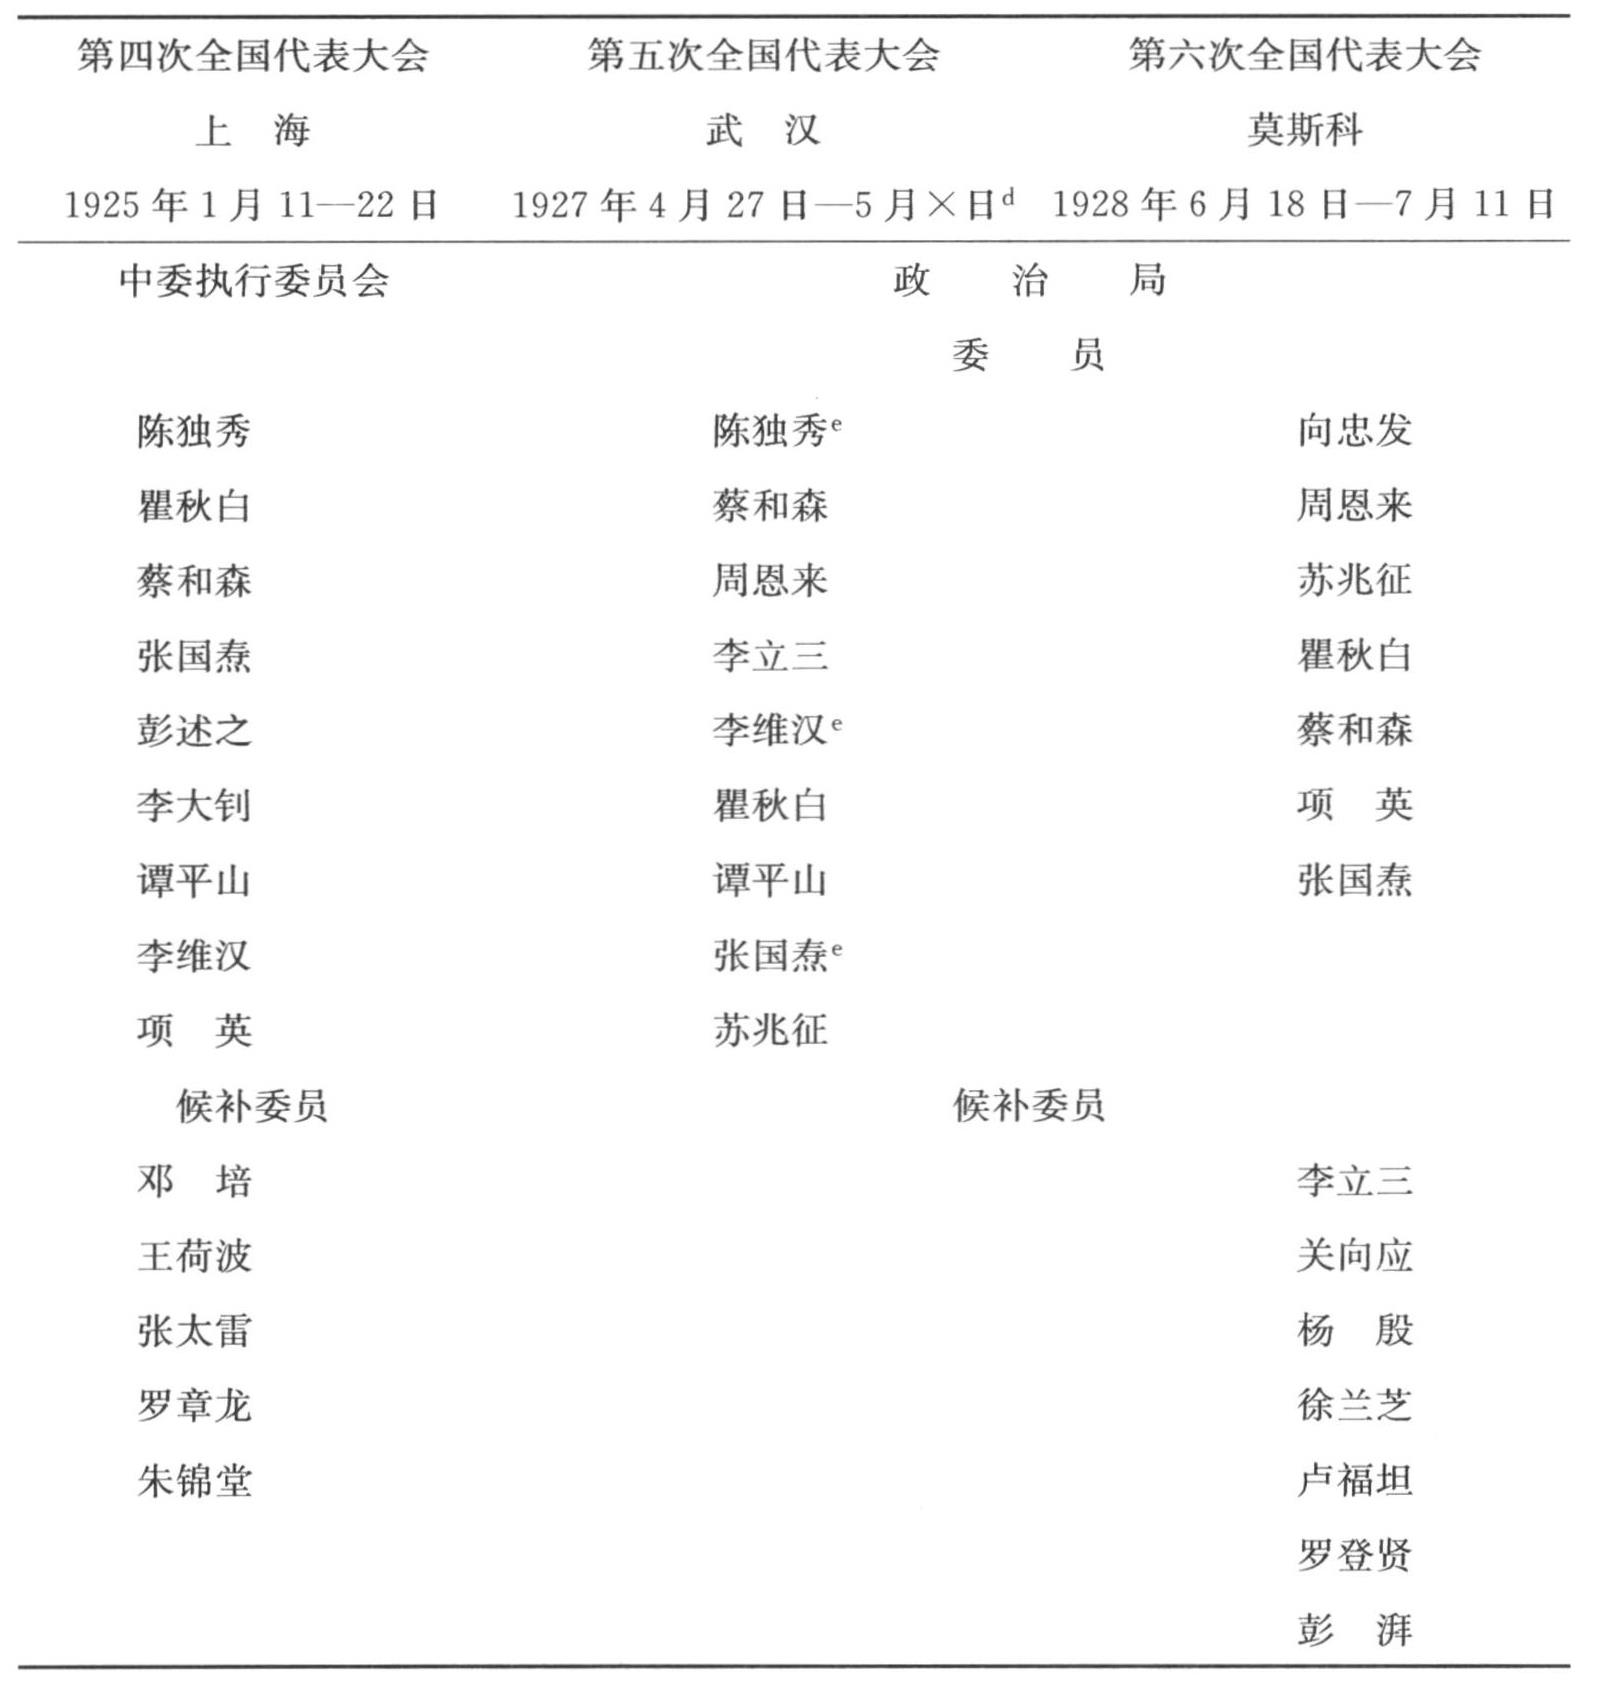 第四次全国代表大会 第五次全国代表大会 第六次全国代表大会
上 海 武 汉 莫斯科
1925年1月11—22日 1927年4月27日—5月×日d 1928年6月18日—7月11日
中委执行委员会 政 治 局
委 员
陈独秀 陈独秀e 向忠发
瞿秋白 蔡和森 周恩来
蔡和森 周恩来 苏兆征
张国焘 李立三 瞿秋白
彭述之 李维汉e 蔡和森
李大钊 瞿秋白 项 英
谭平山 谭平山 张国焘
李维汉 张国焘e
项 英 苏兆征
候补委员 候补委员
邓 培 李立三
王荷波 关向应
张太雷 杨 殷
罗章龙 徐兰芝
朱锦堂 卢福坦
罗登贤
彭 湃